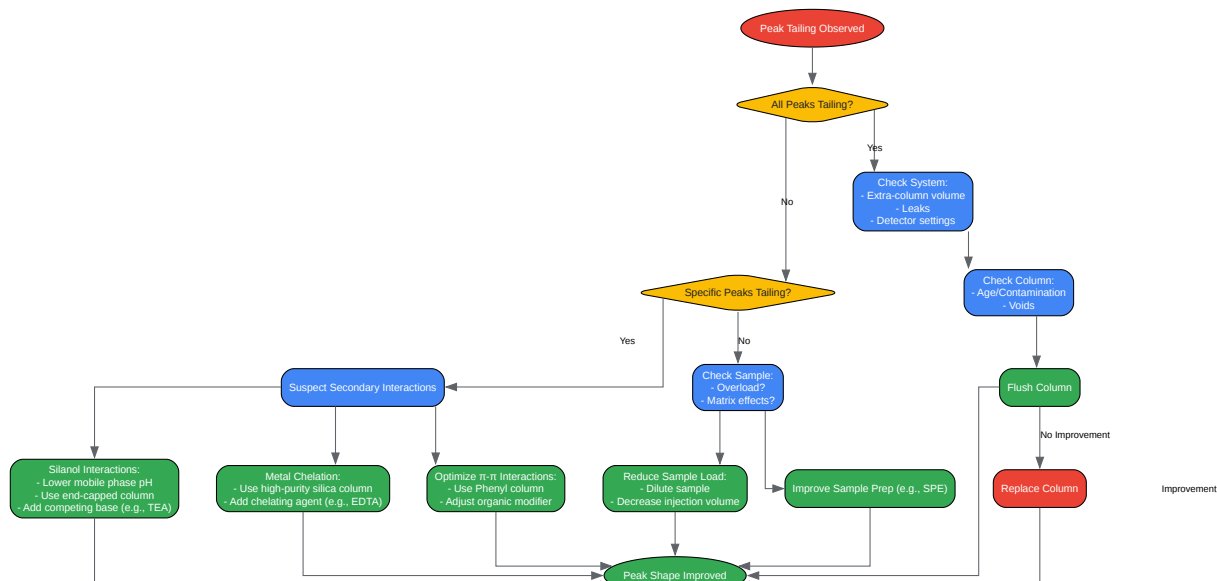 Peak Tailing Observed
All Peaks Tailing?
Yes
Check System:
- Extra-column volume
- Leaks
- Detector settings
No
Check Column:
- Age/Contamination
- Voids
Specific Peaks Tailing?
Yes
No
Check Sample:
- Overload?
- Matrix effects?
Suspect Secondary Interactions
Flush Column
No Improvement
Silanol Interactions:
- Lower mobile phase pH
- Use end-capped column
- Add competing base (e.g., TEA)
Metal Chelation:
- Use high-purity silica column
- Add chelating agent (e.g., EDTA)
Optimize π-π Interactions:
- Use Phenyl column
- Adjust organic modifier
Reduce Sample Load:
- Dilute sample
- Decrease injection volume
Improve Sample Prep (e.g., SPE)
Replace Column
Improvement
Peak Shape Improved